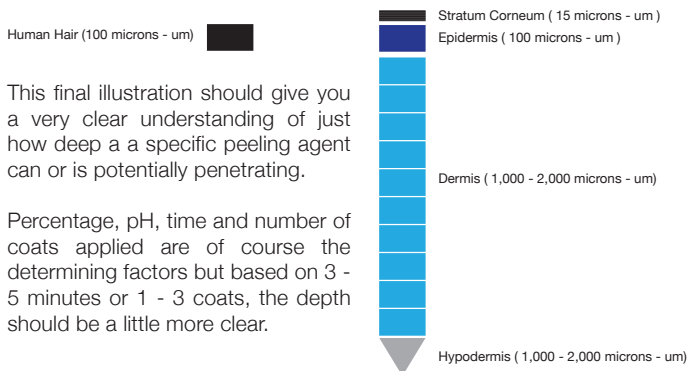 Human Hair (100 microns - um)
Stratum Corneum ( 15 microns - um )
Epidermis ( 100 microns - um )
This final illustration should give you
a very clear understanding of just
how deep a a specific peeling agent
can or is potentially penetrating.
Dermis ( 1,000 - 2,000 microns - um)
Percentage, pH, time and number of
coats applied are of course the
determining factors but based on 3 -
5 minutes or 1 - 3 coats, the depth
should be a little more clear.
Hypodermis ( 1,000 - 2,000 microns - um)